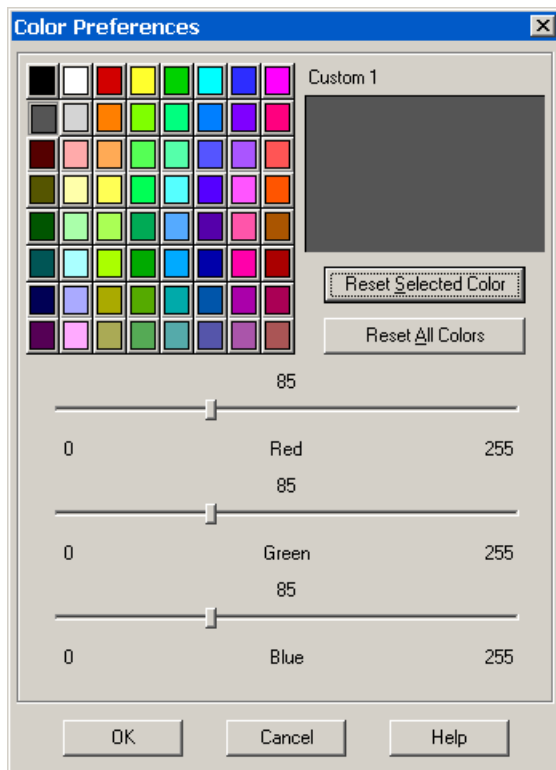 Color Preferences
Custom 1
Reset Selected Color
Reset All Colors
85
0 Red 255
85
0 Green 255
85
0 Blue 255
OK Cancel Help